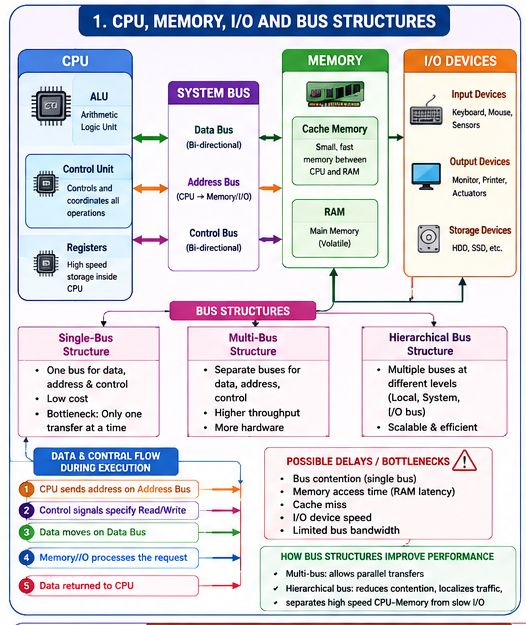 1. CPU, MEMORY, I/O AND BUS STRUCTURES
CPU
ALU
Arithmetic
Logic Unit
Control Unit
Controls and
coordinates all
operations
Registers
High speed
storage inside
CPU
SYSTEM BUS
Data Bus
(Bi-directional)
Address Bus
(CPU → Memory/I/O)
Control Bus
(Bi-directional)
MEMORY
Cache Memory
Small, fast
memory between
CPU and RAM
RAM
Main Memory
(Volatile)
I/O DEVICES
Input Devices
Keyboard, Mouse,
Sensors
Output Devices
Monitor, Printer,
Actuators
Storage Devices
HDD, SSD, etc.
BUS STRUCTURES
Single-Bus
Structure
• One bus for data,
address & control
• Low cost
• Bottleneck: Only one
transfer at a time
Multi-Bus
Structure
• Separate buses for
data, address,
control
• Higher throughput
• More hardware
Hierarchical Bus
Structure
• Multiple buses at
different levels
(Local, System,
I/O bus)
• Scalable & efficient
DATA & CONTROL FLOW
DURING EXECUTION
1 CPU sends address on Address Bus
2 Control signals specify Read/Write
3 Data moves on Data Bus
4 Memory//O processes the request
5 Data returned to CPU
POSSIBLE DELAYS / BOTTLENECKS
• Bus contention (single bus)
• Memory access time (RAM latency)
• Cache miss
• I/O device speed
• Limited bus bandwidth
HOW BUS STRUCTURES IMPROVE PERFORMANCE
✓ Multi-bus: allows parallel transfers
✓ Hierarchical bus: reduces contention, localizes traffic,
✓ separates high speed CPU-Memory from slow I/O